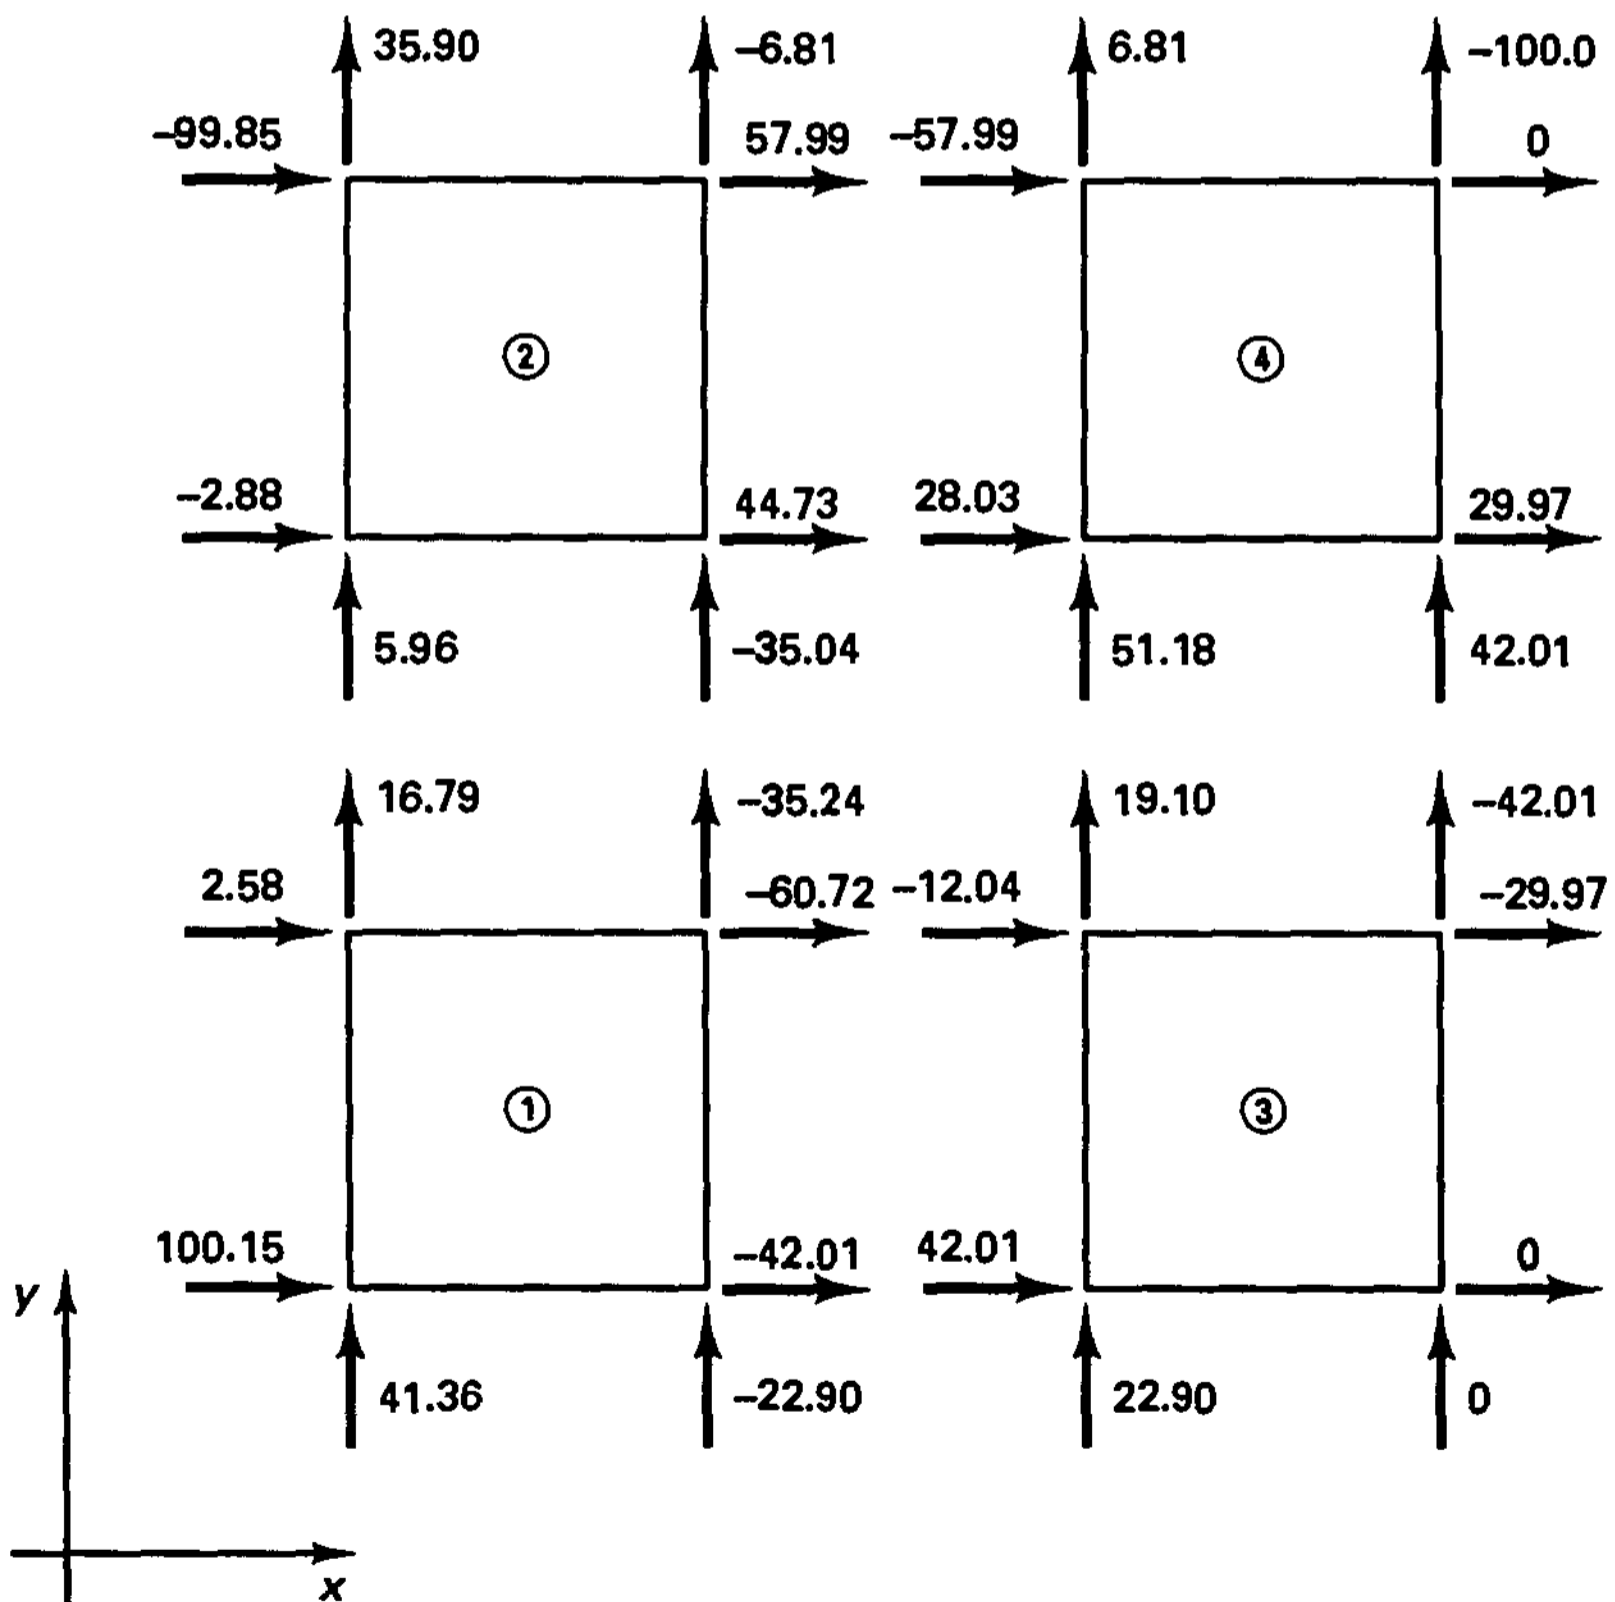 35.90 -6.81 6.81 -100.0
-99.85 57.99 -57.99 0
2 4
-2.88 44.73 28.03 29.97
5.96 -35.04 51.18 42.01
16.79 -35.24 19.10 -42.01
2.58 -60.72 -12.04 -29.97
1 3
100.15 -42.01 42.01 0
y
41.36 -22.90 22.90 0
x